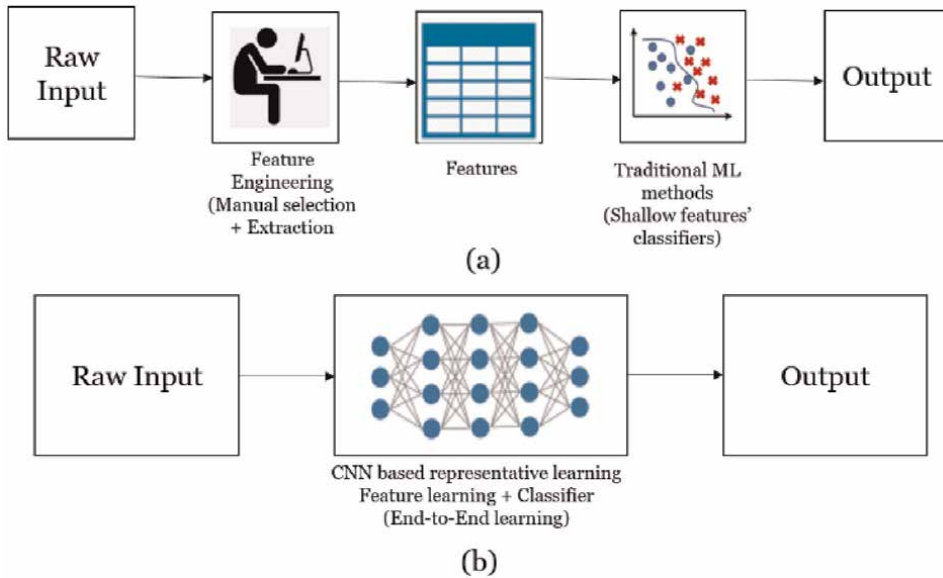 Raw
Input
Feature
Engineering
(Manual selection
+ Extraction
Features
Traditional ML
methods
(Shallow features'
classifiers)
Output
(a)
Raw Input
CNN based representative learning
Feature learning + Classifier
(End-to-End learning)
Output
(b)